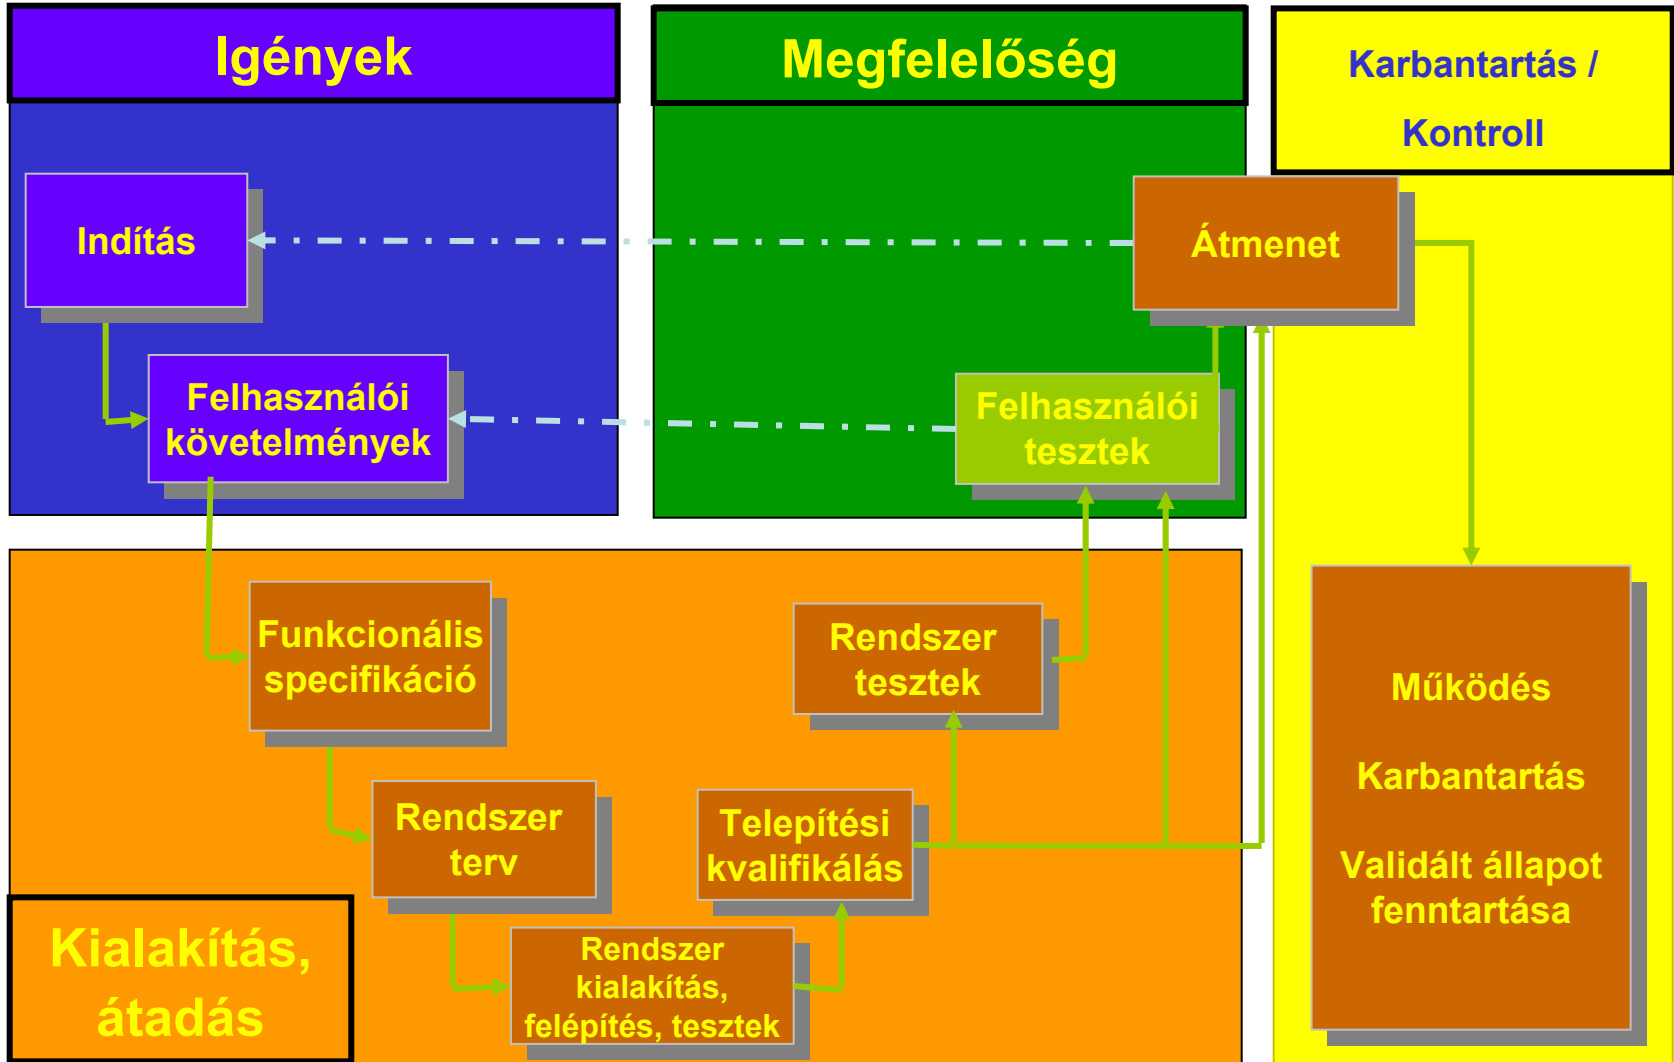 Igények
Megfelelőség
Karbantartás /
Kontroll
Indítás
Átmenet
Felhasználói
követelmények
Felhasználói
tesztek
Funkcionális
specifikáció
Rendszer
tesztek
Rendszer
terv
Telepítési
kvalifikálás
Rendszer
kialakítás,
felépítés, tesztek
Kialakítás,
átadás
Működés
Karbantartás
Validált állapot
fenntartása